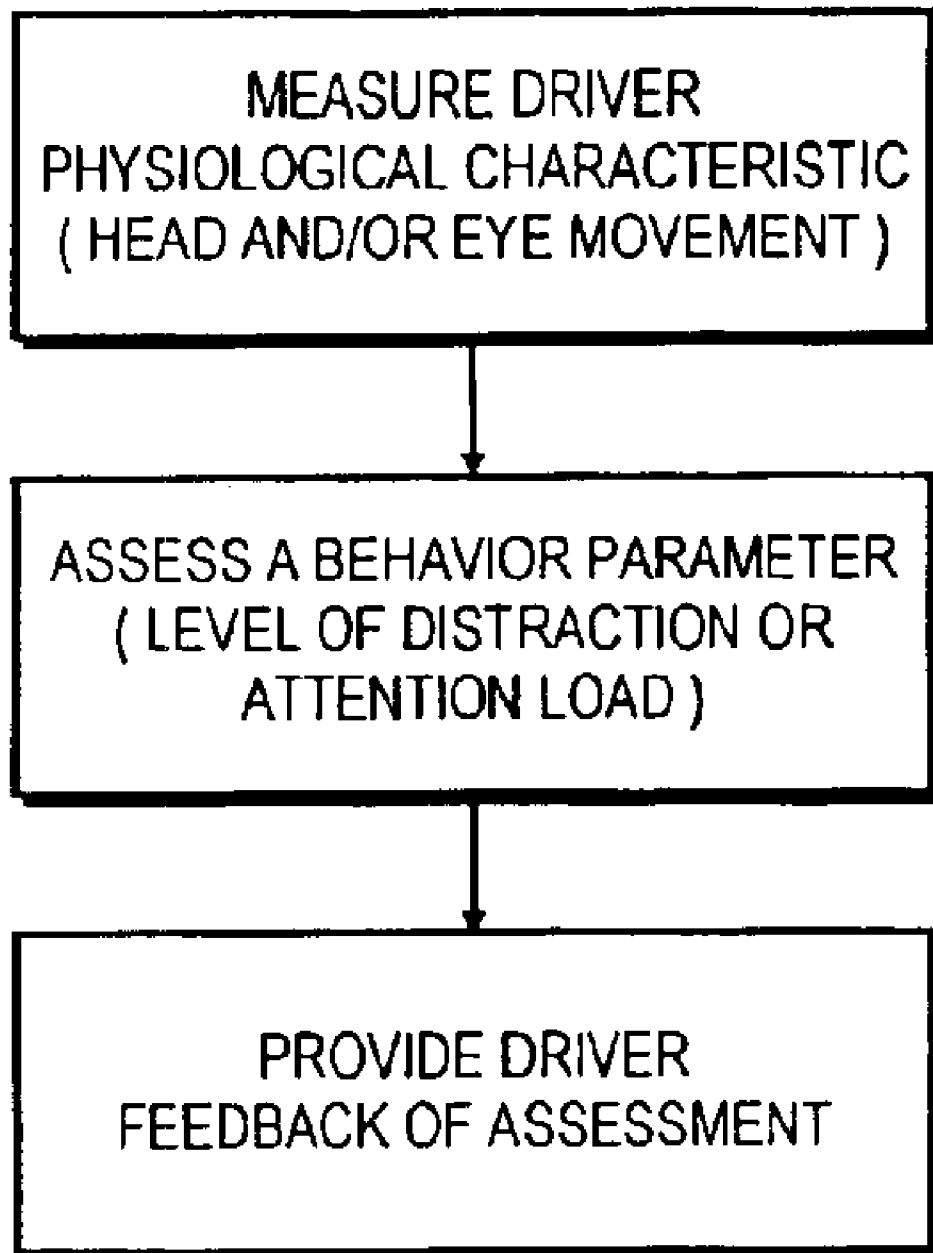 MEASURE DRIVER
PHYSIOLOGICAL CHARACTERISTIC
( HEAD AND/OR EYE MOVEMENT )
ASSESS A BEHAVIOR PARAMETER
( LEVEL OF DISTRACTION OR
ATTENTION LOAD )
PROVIDE DRIVER
FEEDBACK OF ASSESSMENT